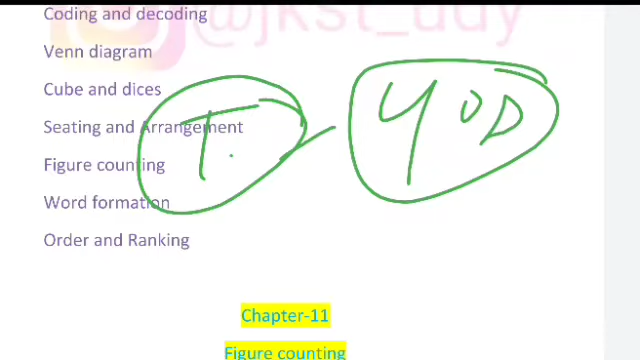 @jkst_udy
Coding and decoding
Venn diagram
Cube and dices
Seating and Arrangement
Figure counting
Word formation
Order and Ranking
T.
Chapter-11
Figure counting